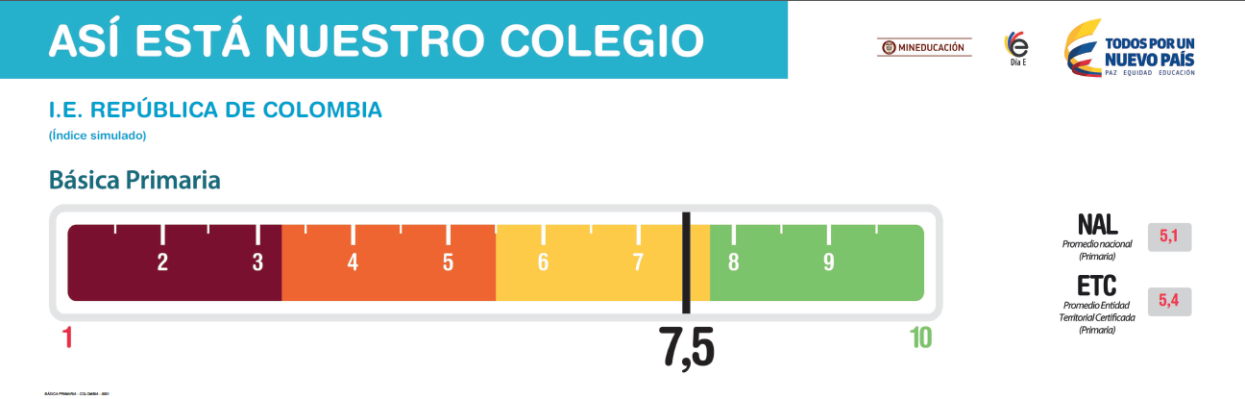 ASÍ ESTÁ NUESTRO COLEGIO
MINEDUCACIÓN
é
Día E
TODOS POR UN
NUEVO PAÍS
PAZ EQUIDAD EDUCACIÓN
I.E. REPÚBLICA DE COLOMBIA
(Índice simulado)
Básica Primaria
2 3 4 5 6 7 8 9
1
7,5
10
NAL
Promedio nacional
(Primaria)
5,1
ETC
Promedio Entidad
Territorial Certificada
(Primaria)
5,4